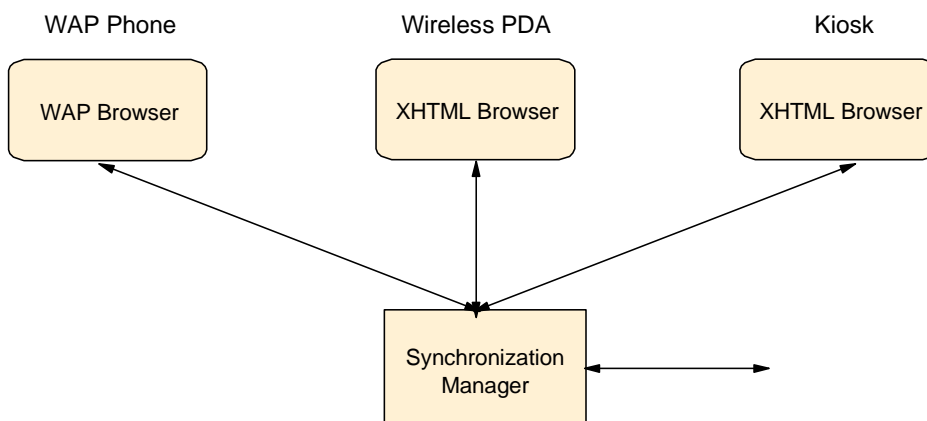 WAP Phone
Wireless PDA
Kiosk
WAP Browser
XHTML Browser
XHTML Browser
Synchronization
Manager